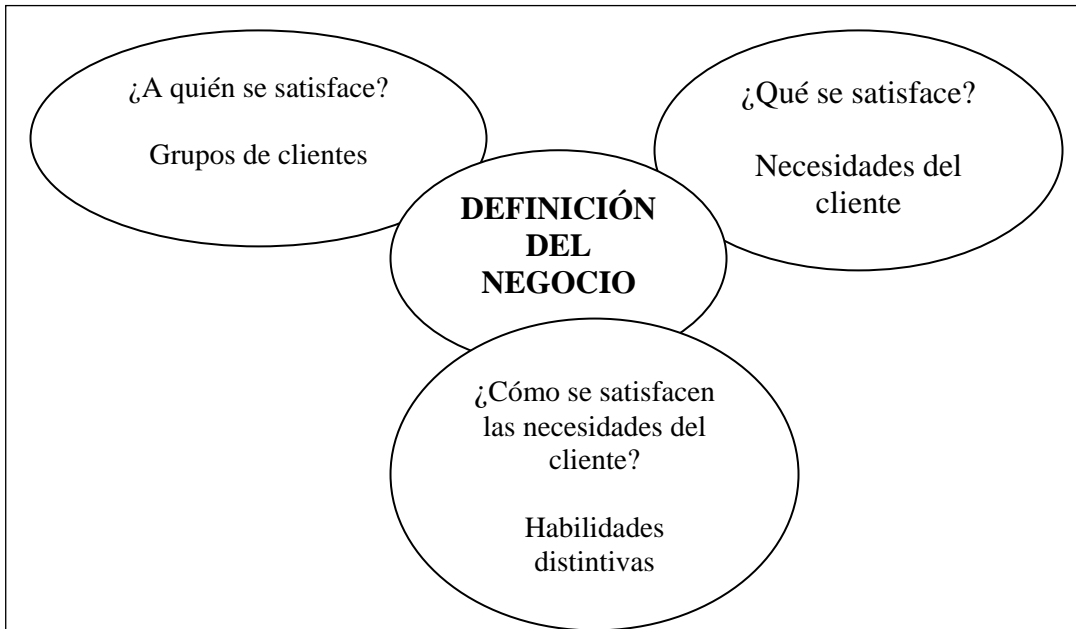 ¿A quién se satisface?
Grupos de clientes
¿Qué se satisface?
Necesidades del
cliente
DEFINICIÓN
DEL
NEGOCIO
¿Cómo se satisfacen
las necesidades del
cliente?
Habilidades
distintivas